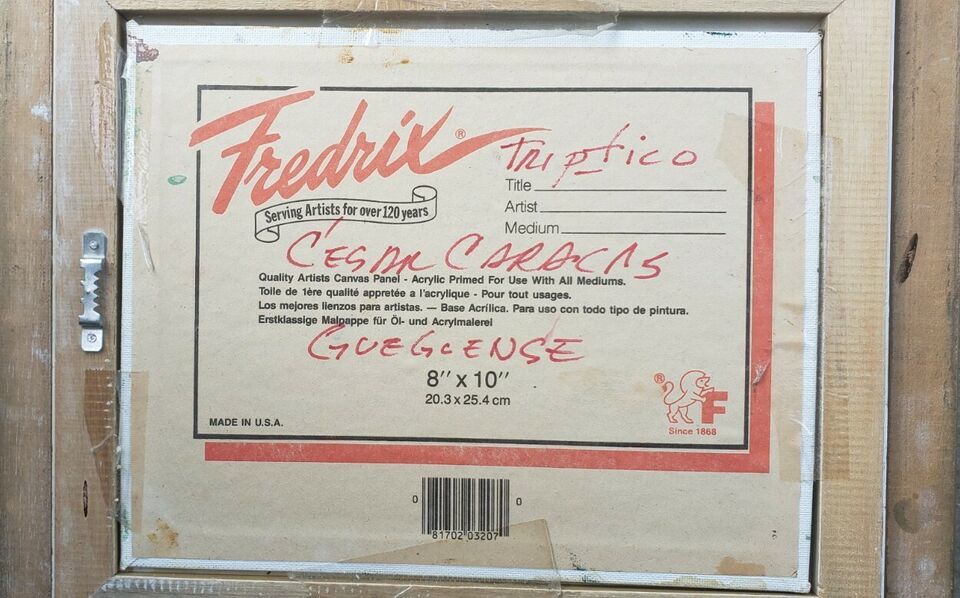 Fredrix®
Serving Artists for over 120 years
Triptico
Title
Artist
Medium
César Caracas
Quality Artists Canvas Panel - Acrylic Primed For Use With All Mediums.
Toile de 1ère qualité appretée a l'acrylique - Pour tout usages.
Los mejores lienzos para artistas. — Base Acrílica. Para uso con todo tipo de pintura.
Erstklassige Malpappe für Öl- und Acrylmalerei
GUEGUENSE
8" x 10"
20.3 x 25.4 cm
® F
Since 1868
MADE IN U.S.A.
0 81702 03207 0